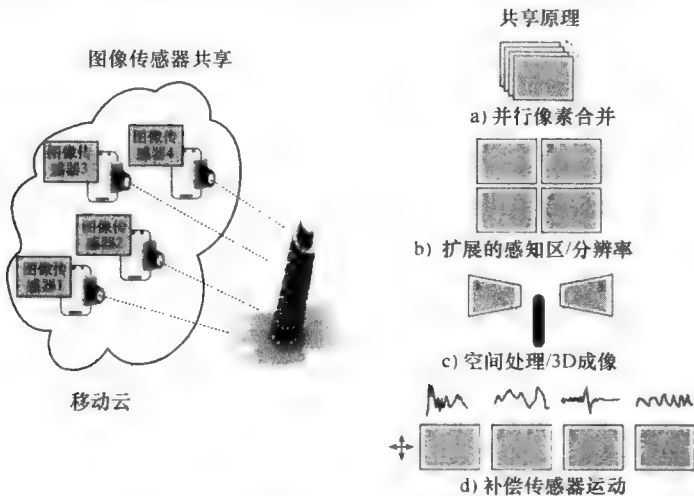 图像传感器共享
图像传
感器3
图像传
感器4
图像传
感器2
图像传
感器1
移动云
共享原理
a) 并行像素合并
b) 扩展的感知区/分辨率
c) 空间处理/3D成像
d) 补偿传感器运动